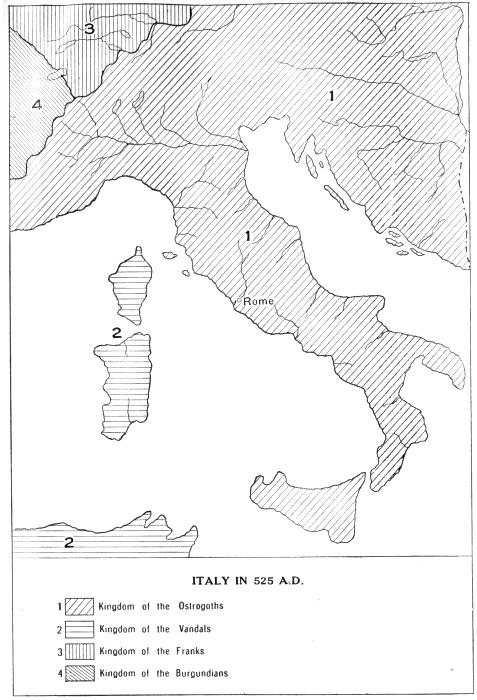 3
4
1
1
Rome
2
2
ITALY IN 525 A.D.
1 Kingdom of the Ostrogoths
2 Kingdom of the Vandals
3 Kingdom of the Franks
4 Kingdom of the Burgundians